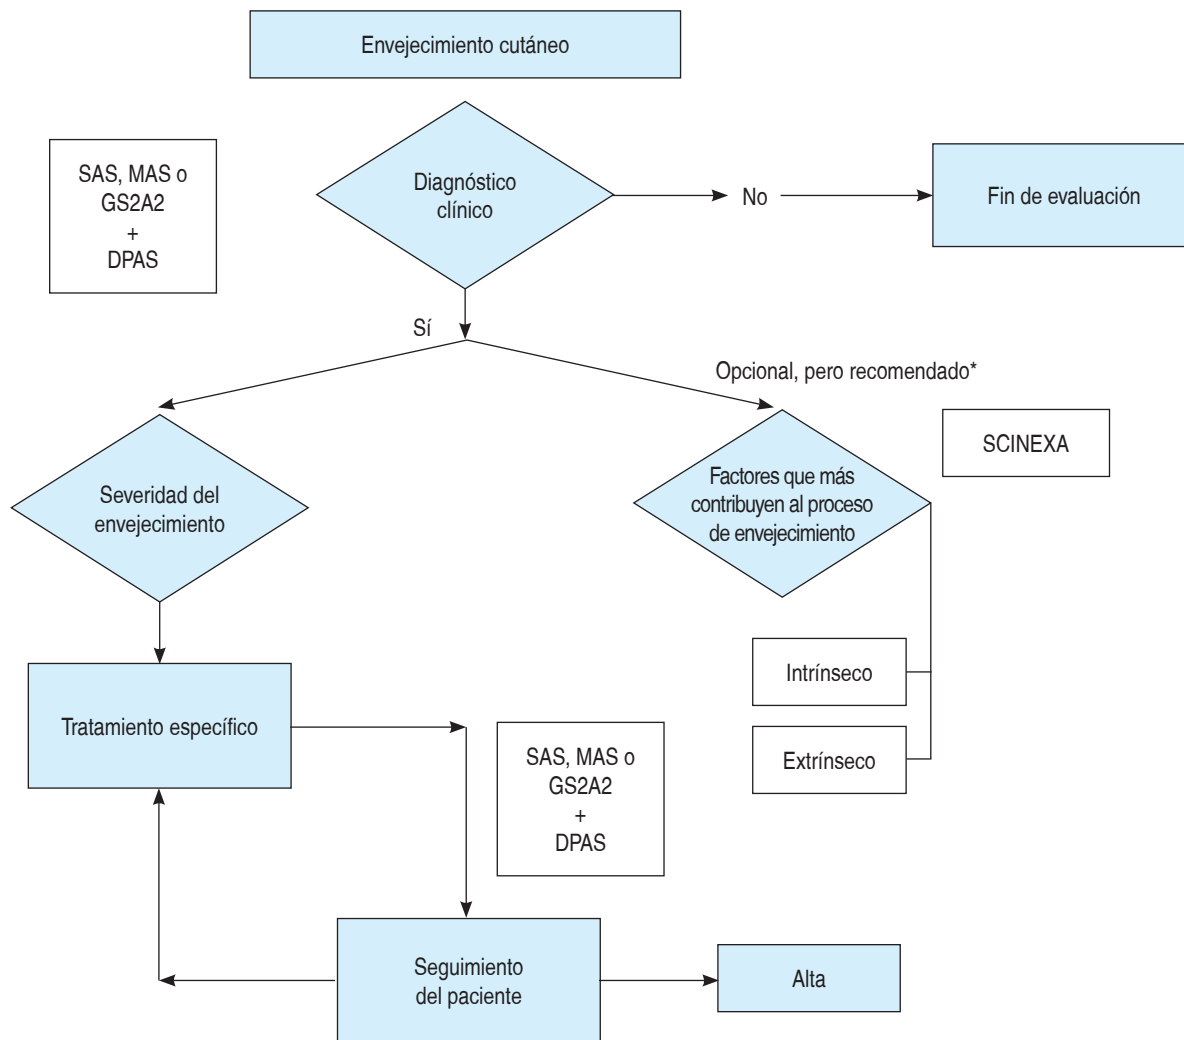 Envejecimiento cutáneo
SAS, MAS o
GS2A2
+
DPAS
Diagnóstico
clínico
No
Fin de evaluación
Sí
Opcional, pero recomendado*
SCINEXA
Severidad del
envejecimiento
Factores que más
contribuyen al proceso
de envejecimiento
Intrínseco
Extrínseco
Tratamiento específico
SAS, MAS o
GS2A2
+
DPAS
Seguimiento
del paciente
Alta